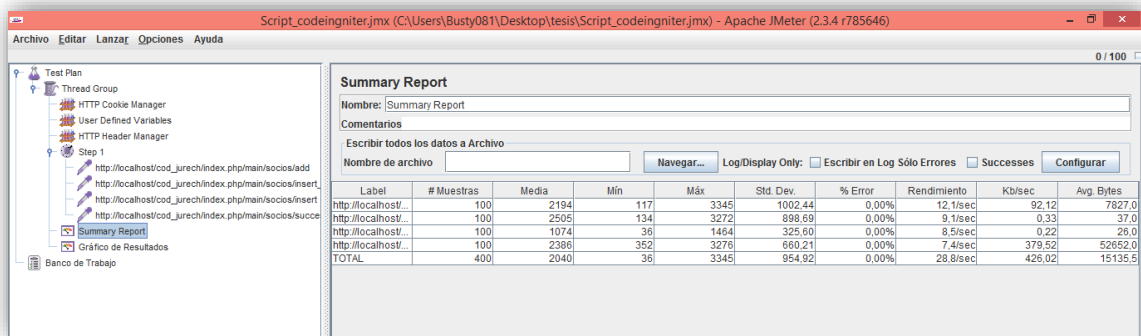 Script_codeingniter.jmx (C:\Users\Busty081\Desktop\tesis\Script_codeingniter.jmx) - Apache JMeter (2.3.4 r785646)
Archivo Editar Lanzar Opciones Ayuda
0 / 100
Test Plan
Thread Group
HTTP Cookie Manager
User Defined Variables
HTTP Header Manager
Step 1
http://localhost/cod_jurech/index.php/main/socios/add
http://localhost/cod_jurech/index.php/main/socios/insert_
http://localhost/cod_jurech/index.php/main/socios/insert
http://localhost/cod_jurech/index.php/main/socios/succe
Summary Report
Gráfico de Resultados
Banco de Trabajo
Summary Report
Nombre: Summary Report
Comentarios
Escribir todos los datos a Archivo
Nombre de archivo Navegar... Log/Display Only: Escribir en Log Sólo Errores Successes Configurar
Label # Muestras Media Mín Máx Std. Dev. % Error Rendimiento Kb/sec Avg. Bytes
http://localhost/... 100 2194 117 3345 1002,44 0,00% 12,1/sec 92,12 7827,0
http://localhost/... 100 2505 134 3272 898,69 0,00% 9,1/sec 0,33 37,0
http://localhost/... 100 1074 36 1464 325,60 0,00% 8,5/sec 0,22 26,0
http://localhost/... 100 2386 352 3276 660,21 0,00% 7,4/sec 379,52 52652,0
TOTAL 400 2040 36 3345 954,92 0,00% 28,8/sec 426,02 15135,5